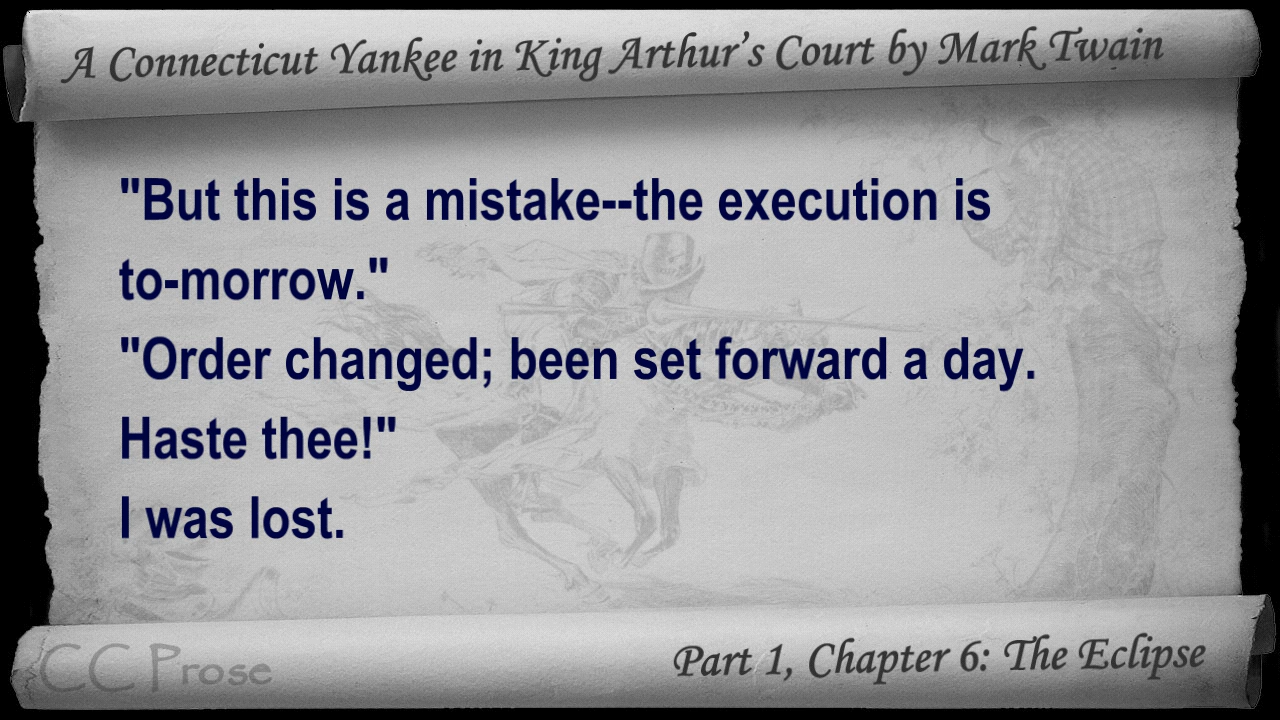 A Connecticut Yankee in King Arthur's Court by Mark Twain
"But this is a mistake--the execution is
to-morrow."
"Order changed; been set forward a day.
Haste thee!"
I was lost.
CC Prose
Part 1, Chapter 6: The Eclipse